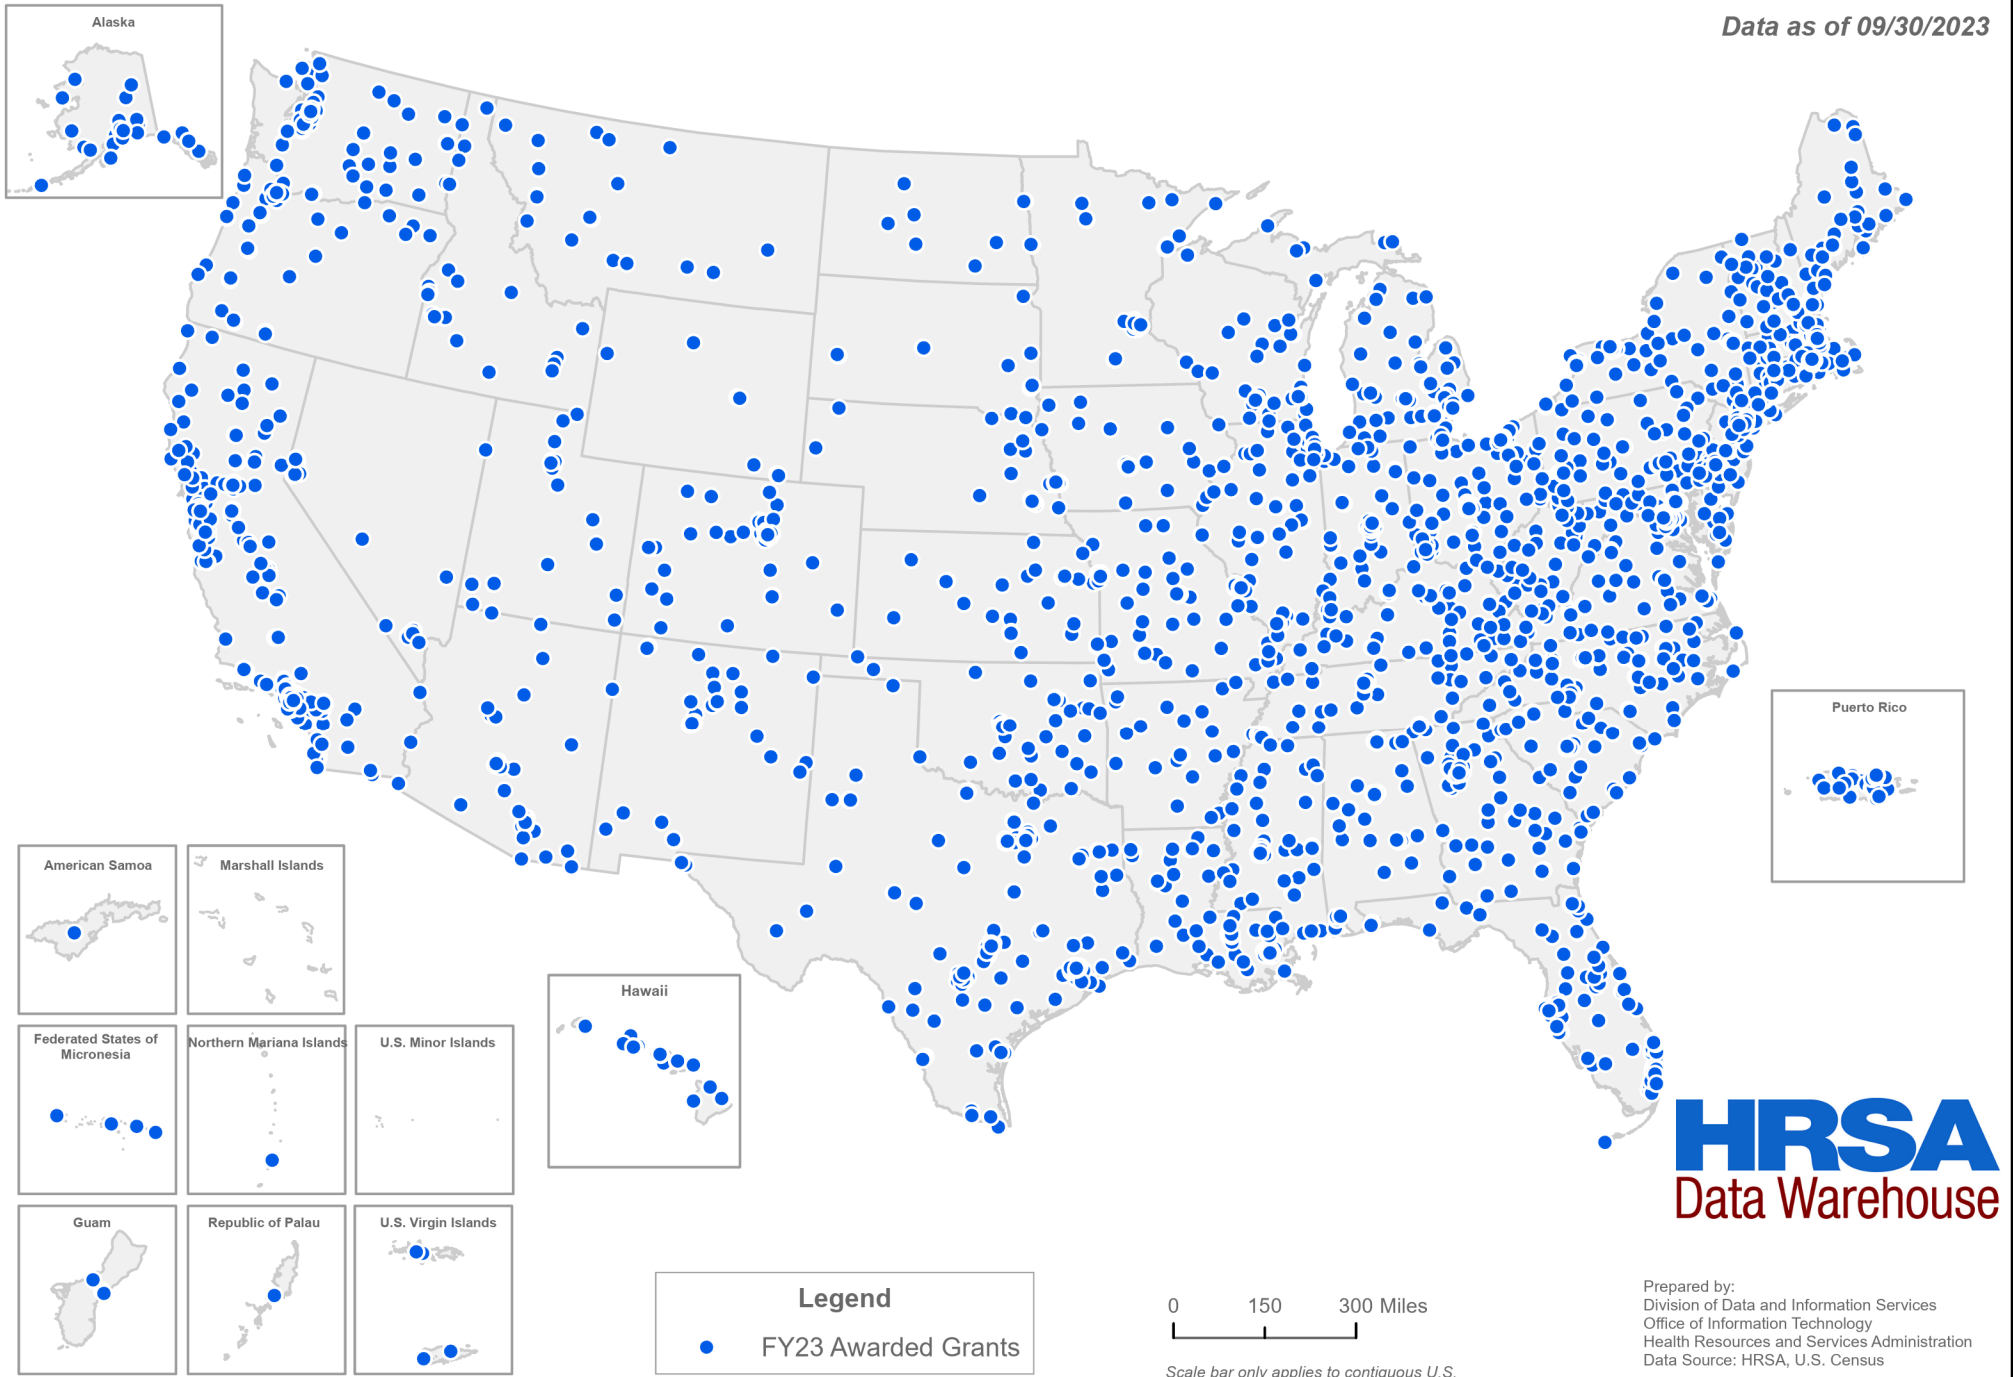 Alaska
Data as of 09/30/2023
Puerto Rico
American Samoa
Marshall Islands
Hawaii
Federated States of
Micronesia
Northern Mariana Islands
U.S. Minor Islands
HRSA
Data Warehouse
Guam
Republic of Palau
U.S. Virgin Islands
Legend
FY23 Awarded Grants
0 150 300 Miles
Scale bar only applies to contiguous U.S.
Prepared by:
Division of Data and Information Services
Office of Information Technology
Health Resources and Services Administration
Data Source: HRSA, U.S. Census